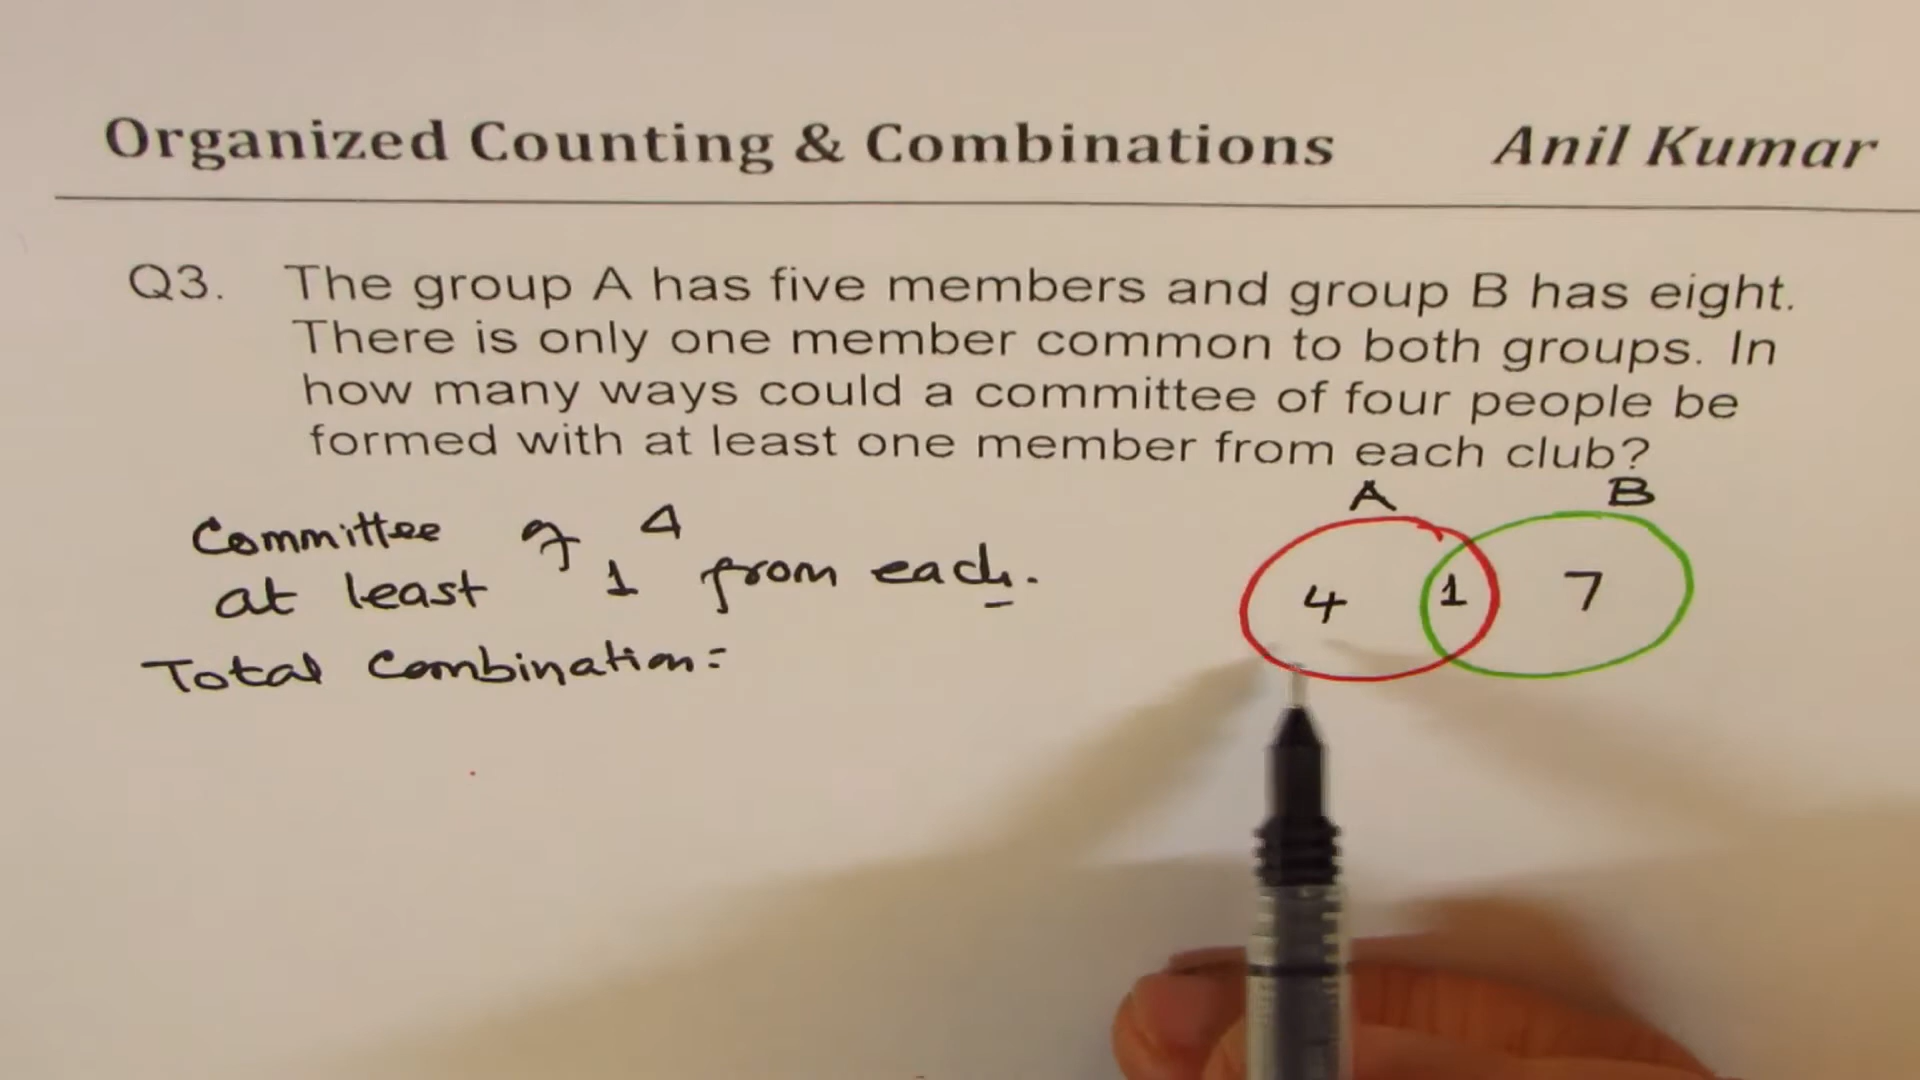 Organized Counting & Combinations Anil Kumar
Q3. The group A has five members and group B has eight.
There is only one member common to both groups. In
how many ways could a committee of four people be
formed with at least one member from each club?
A B
Committee of 4
at least 1 from each.
4 1 7
Total Combination=